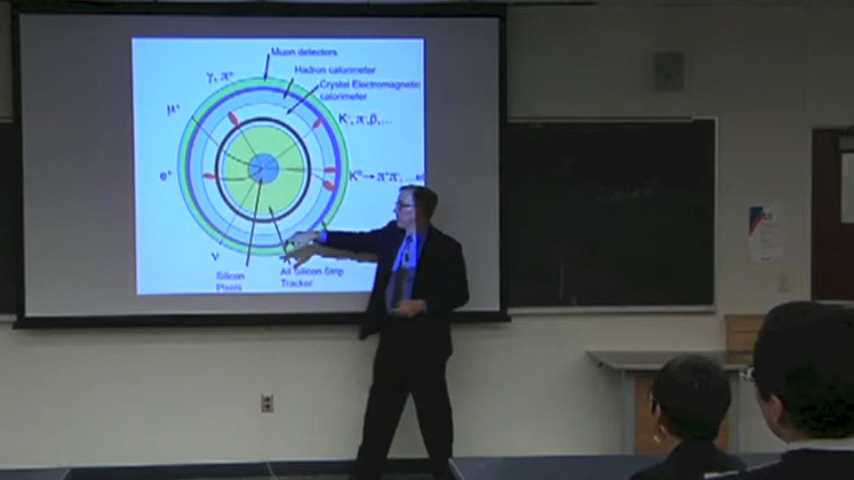 Muon detectors
γ, π°
Hadron calorimeter
Crystal Electromagnetic
calorimeter
μ⁺
K⁻, π⁻,β,…
e⁺
K⁰→ π⁺π⁻, …e
ν
Silicon
Pixels
All Silicon Strip
Tracker